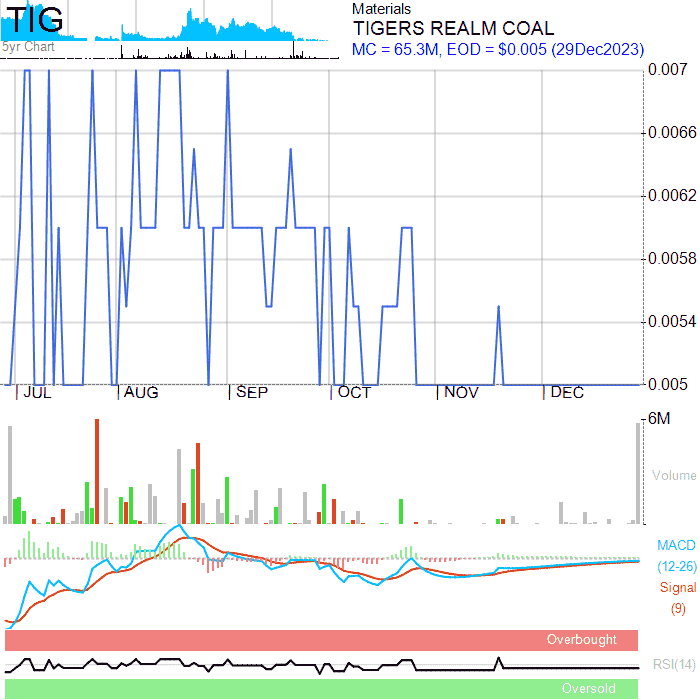 TIG
5yr Chart
Materials
TIGERS REALM COAL
MC = 65.3M, EOD = $0.005 (29Dec2023)
0.007
0.0066
0.0062
0.0058
0.0054
0.005
JUL AUG SEP OCT NOV DEC
6M
Volume
MACD
(12-26)
Signal
(9)
Overbought
RSI(14)
Oversold